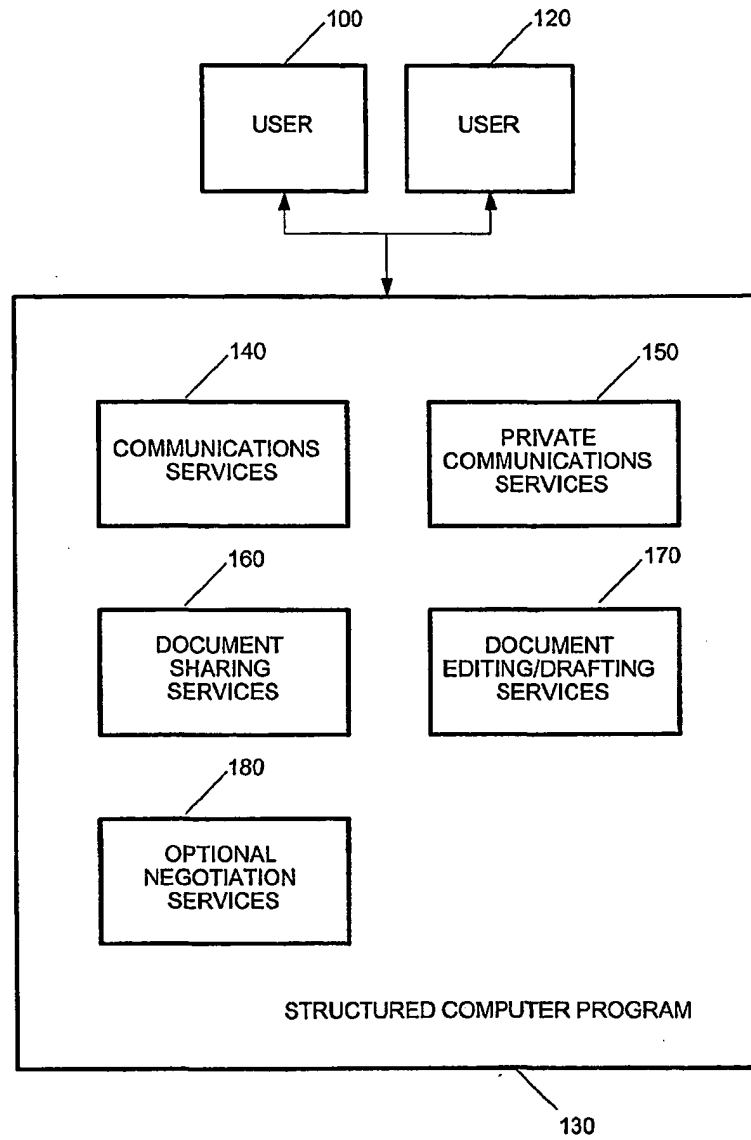 100
120
USER
USER
140
150
COMMUNICATIONS
SERVICES
PRIVATE
COMMUNICATIONS
SERVICES
160
170
DOCUMENT
SHARING
SERVICES
DOCUMENT
EDITING/DRAFTING
SERVICES
180
OPTIONAL
NEGOTIATION
SERVICES
STRUCTURED COMPUTER PROGRAM
130